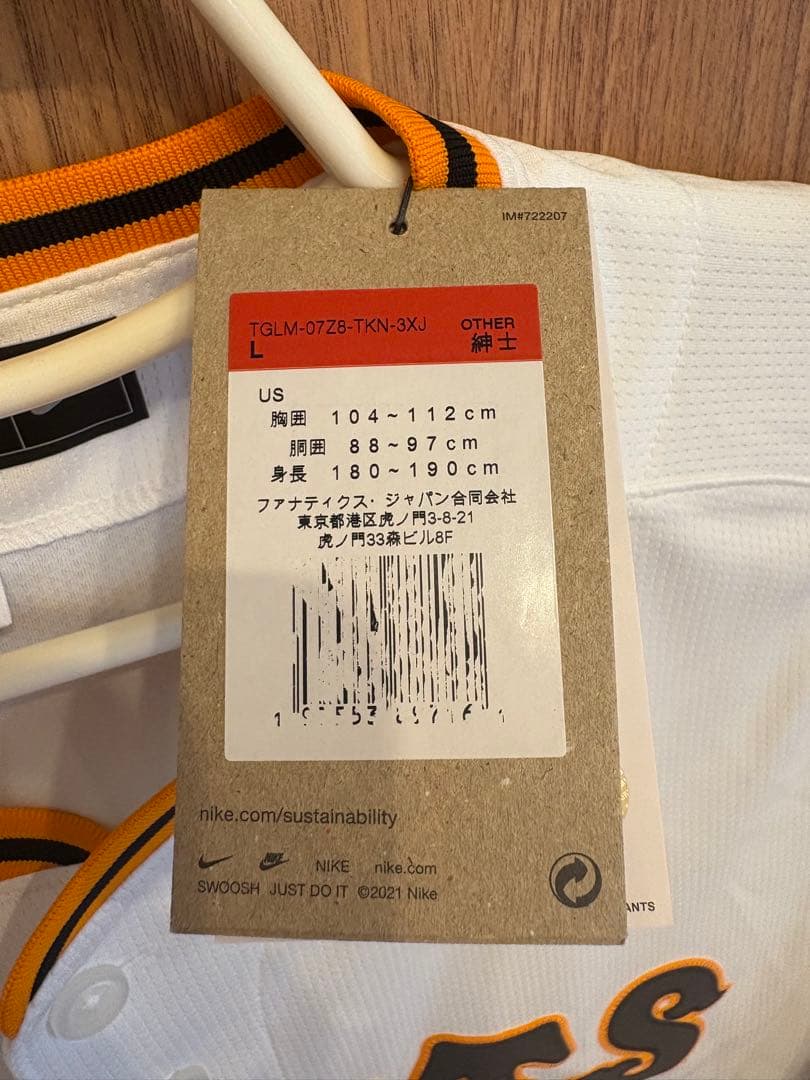 IM#722207
TGLM-07Z8-TKN-3XJ
L
OTHER
紳士
US
胸囲 104~112cm
胴囲 88~97cm
身長 180~190cm
ファナティクス・ジャパン合同会社
東京都港区虎ノ門3-8-21
虎ノ門33森ビル8F
nike.com/sustainability
NIKE nike.com
SWOOSH JUST DO IT ©2021 Nike